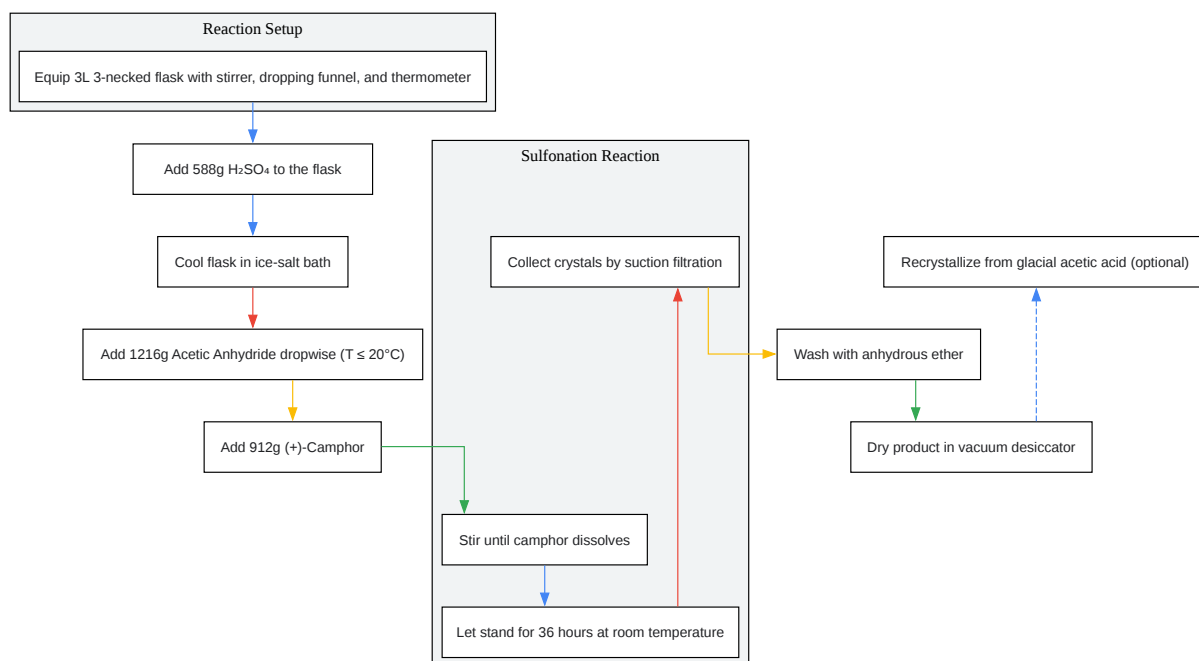 Reaction Setup
Equip 3L 3-necked flask with stirrer, dropping funnel, and thermometer
Add 588g H₂SO₄ to the flask
Cool flask in ice-salt bath
Add 1216g Acetic Anhydride dropwise (T ≤ 20°C)
Add 912g (+)-Camphor
Sulfonation Reaction
Stir until camphor dissolves
Let stand for 36 hours at room temperature
Collect crystals by suction filtration
Wash with anhydrous ether
Dry product in vacuum desiccator
Recrystallize from glacial acetic acid (optional)